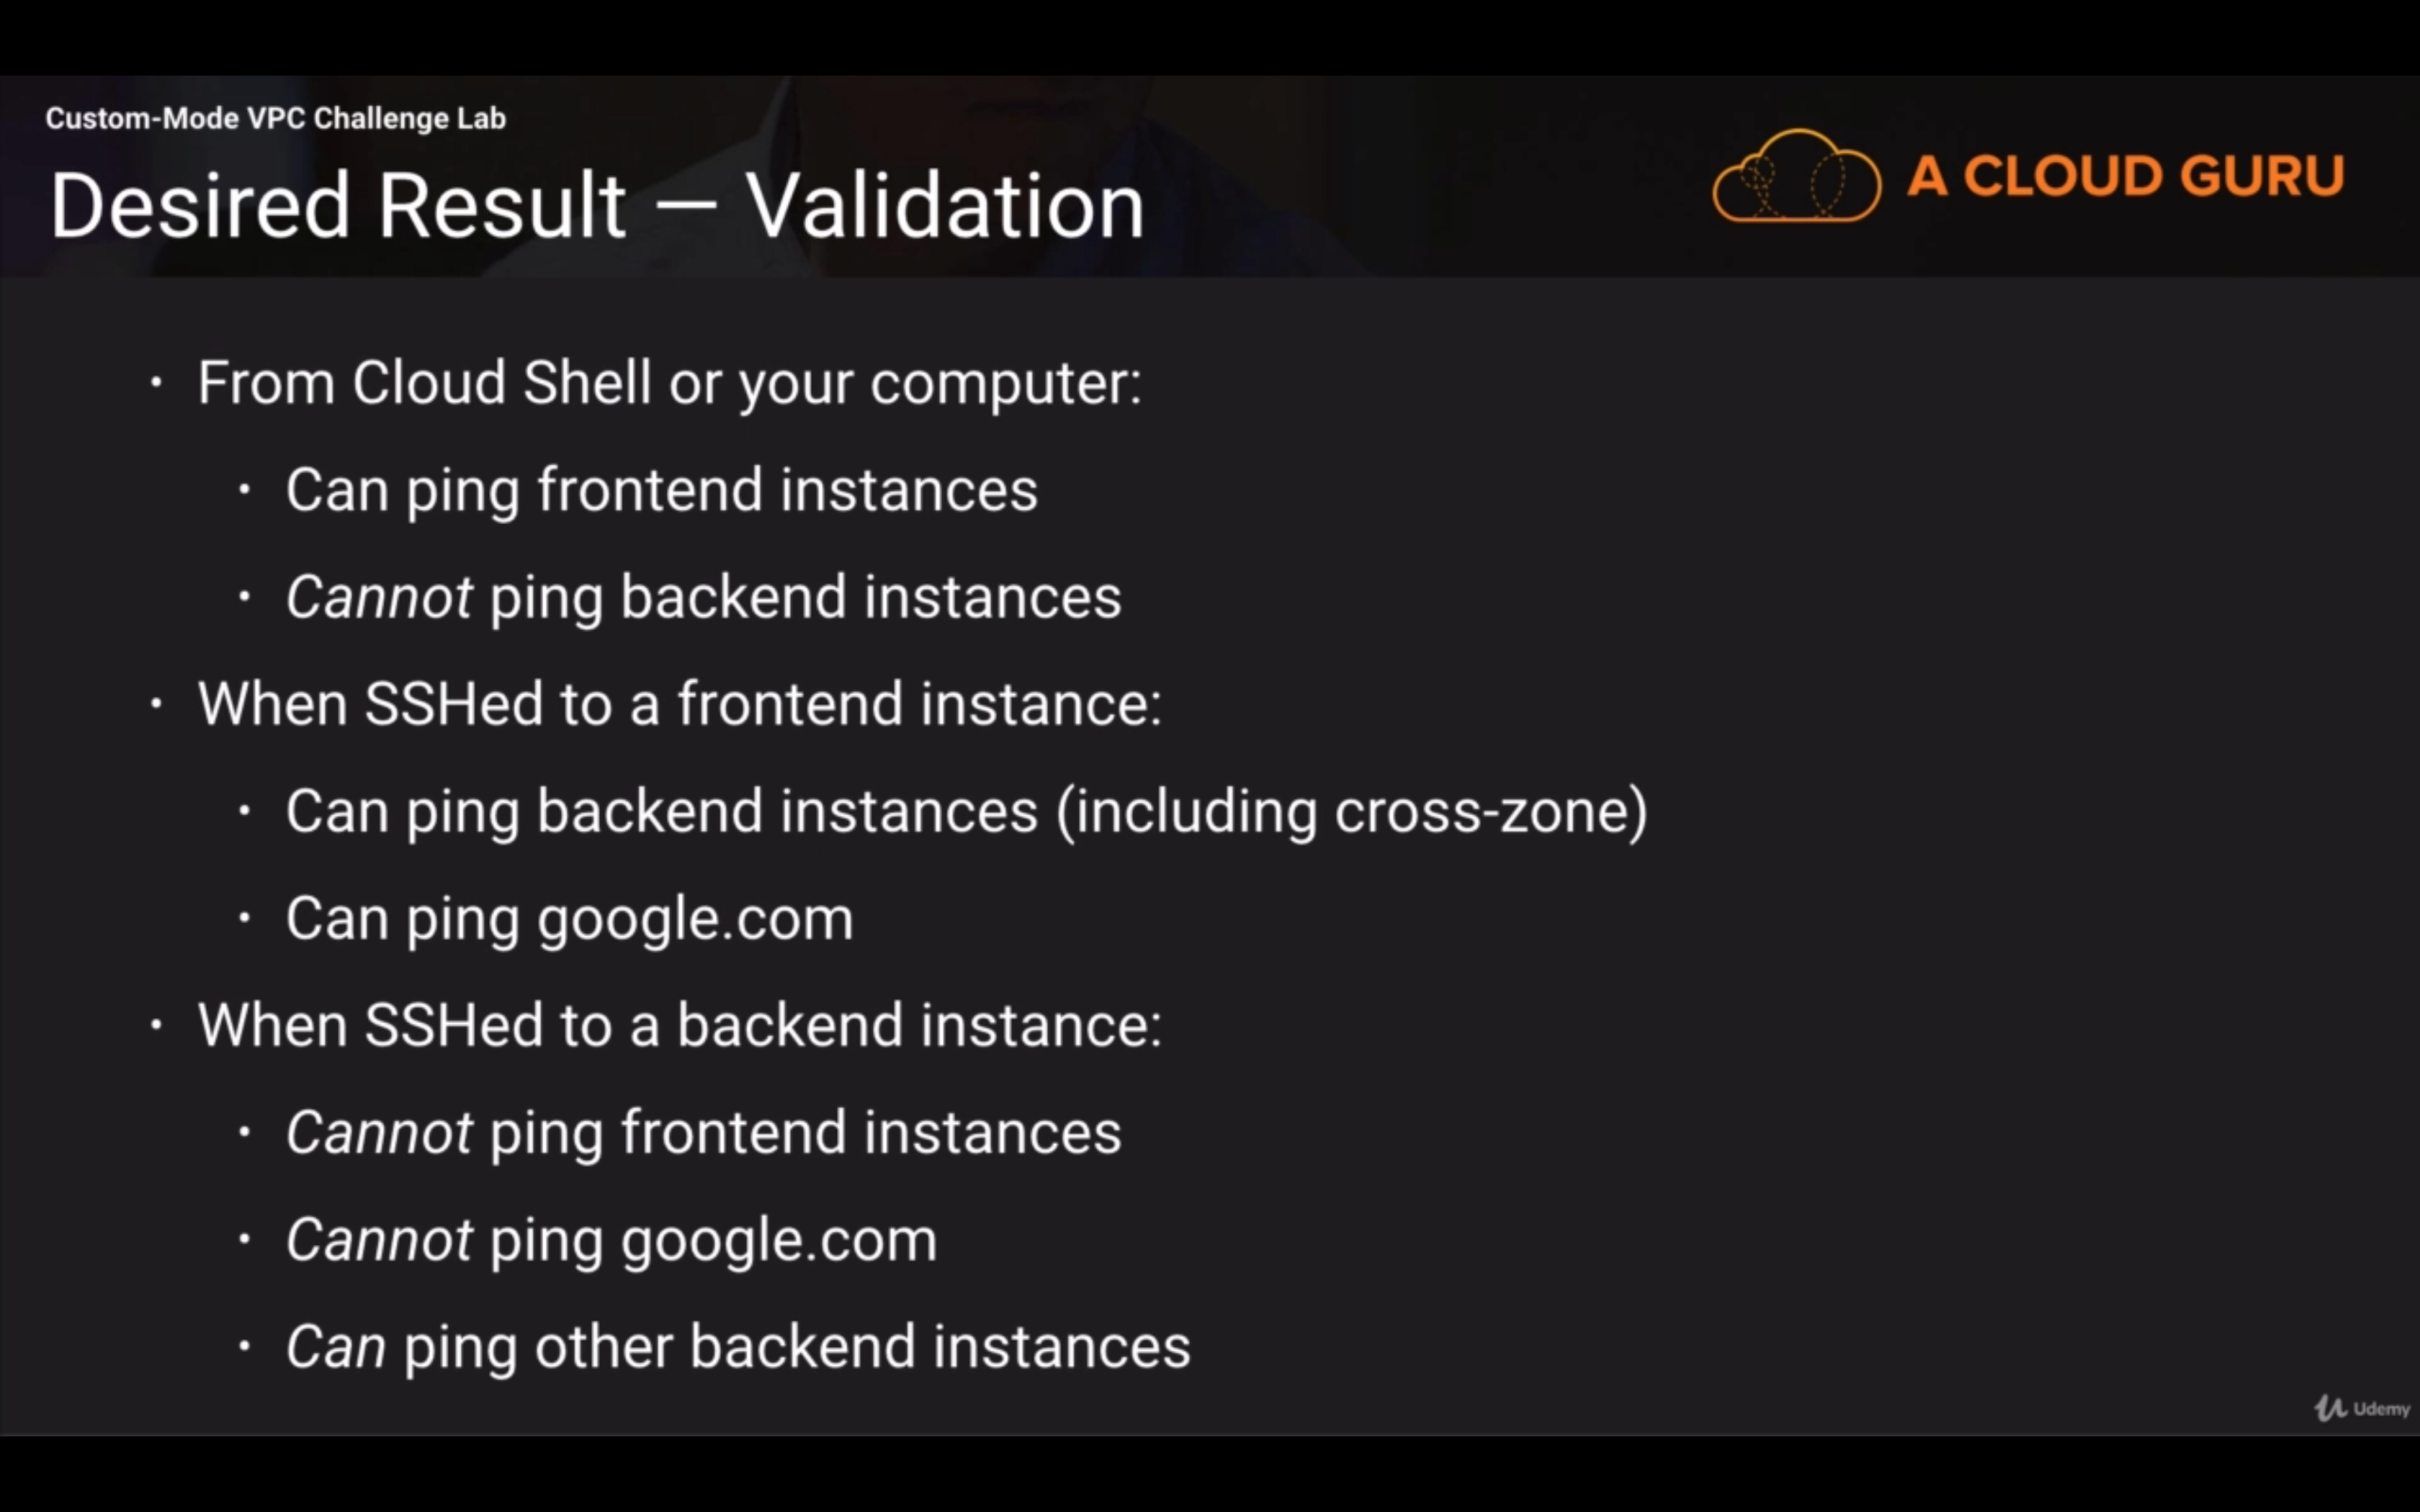 Custom-Mode VPC Challenge Lab
Desired Result — Validation
A CLOUD GURU
• From Cloud Shell or your computer:
• Can ping frontend instances
• Cannot ping backend instances
• When SSHed to a frontend instance:
• Can ping backend instances (including cross-zone)
• Can ping google.com
• When SSHed to a backend instance:
• Cannot ping frontend instances
• Cannot ping google.com
• Can ping other backend instances
Udemy